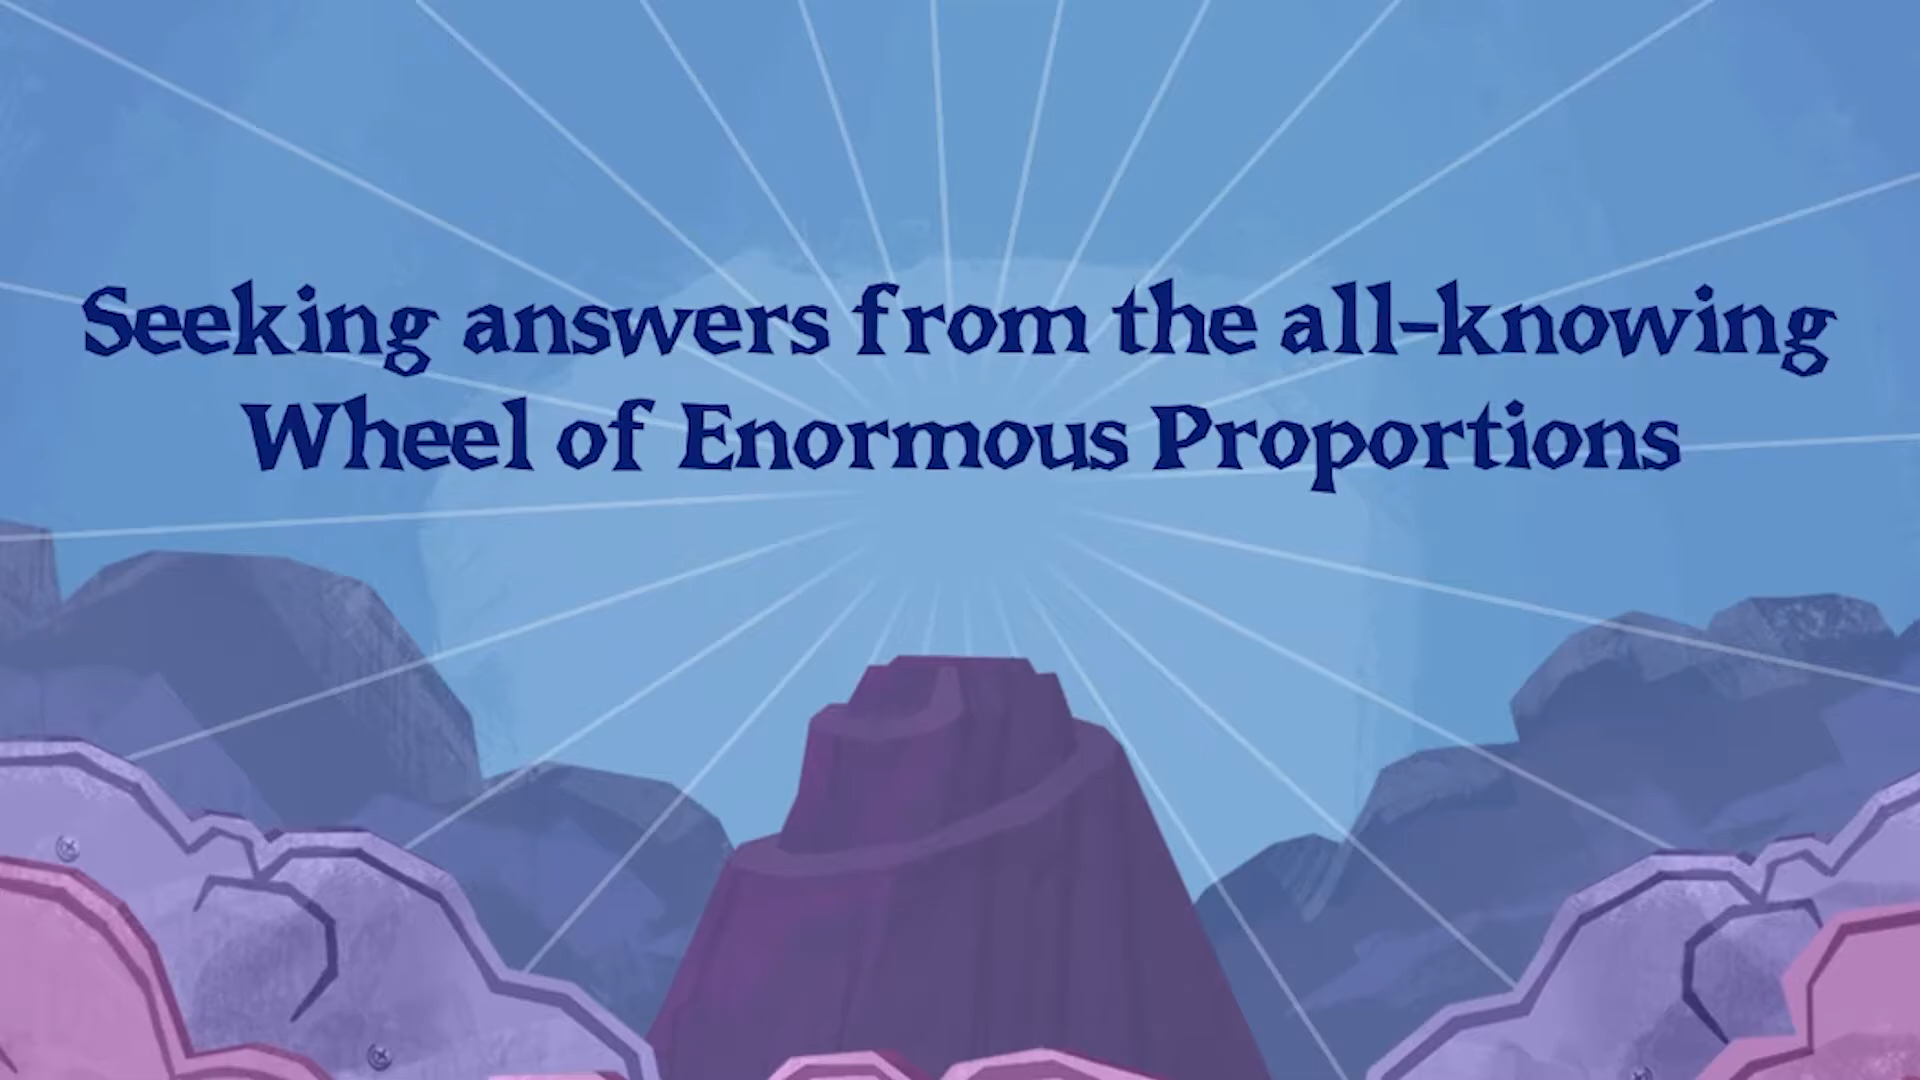 Seeking answers from the all-knowing
Wheel of Enormous Proportions